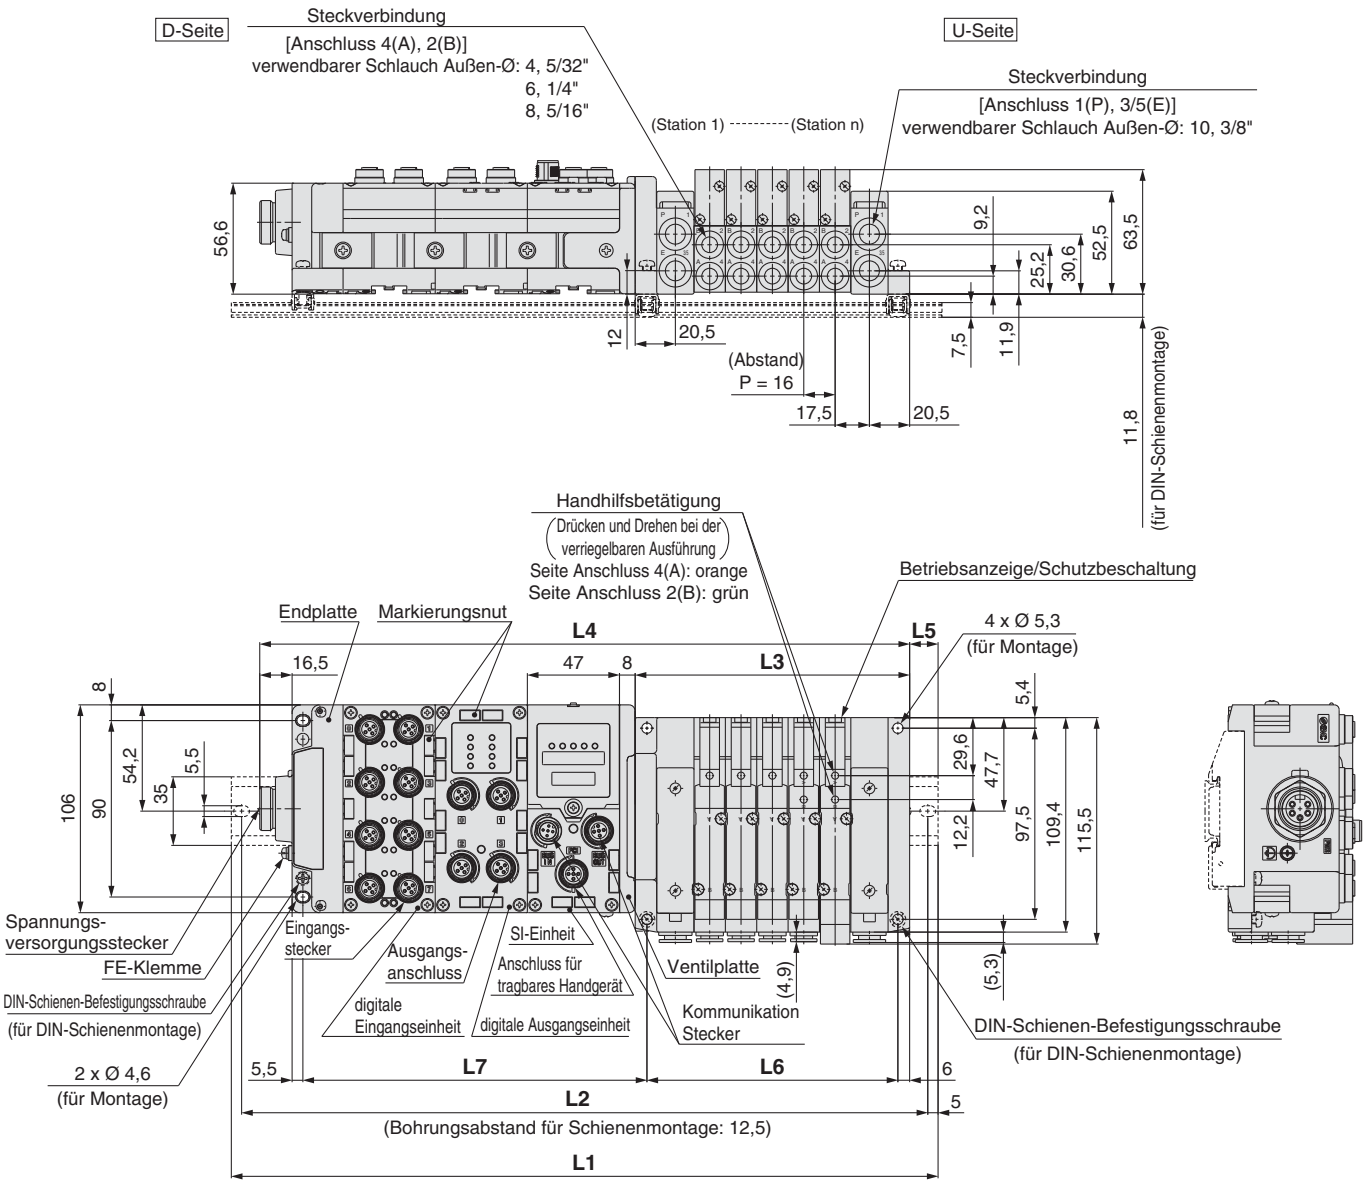 D-Seite
Steckverbindung
[Anschluss 4(A), 2(B)]
verwendbarer Schlauch Außen-Ø: 4, 5/32"
6, 1/4"
8, 5/16"
U-Seite
Steckverbindung
[Anschluss 1(P), 3/5(E)]
verwendbarer Schlauch Außen-Ø: 10, 3/8"
(Station 1)
(Station n)
56,6
12
20,5
(Abstand)
P = 16
17,5
20,5
9,2
25,2
30,6
52,5
63,5
7,5
11,9
11,8
(für DIN-Schienenmontage)
Handhilfsbetätigung
(Drücken und Drehen bei der
verriegelbaren Ausführung)
Seite Anschluss 4(A): orange
Seite Anschluss 2(B): grün
Betriebsanzeige/Schutzbeschaltung
Endplatte
Markierungsnut
4 x Ø 5,3
(für Montage)
L4
L5
16,5
47
8
L3
8
5,4
106
90
54,2
35
5,5
29,6
47,7
12,2
97,5
109,4
115,5
(4,9)
(5,3)
SMC
Spannungs-
versorgungsstecker
FE-Klemme
DIN-Schienen-Befestigungsschraube
(für DIN-Schienenmontage)
2 x Ø 4,6
(für Montage)
Eingangs-
stecker
digitale
Eingangseinheit
Ausgangs-
anschluss
digitale Ausgangseinheit
SI-Einheit
Anschluss für
tragbares Handgerät
Ventilplatte
Kommunikation
Stecker
DIN-Schienen-Befestigungsschraube
(für DIN-Schienenmontage)
5,5
L7
L6
6
L2
5
(Bohrungsabstand für Schienenmontage: 12,5)
L1